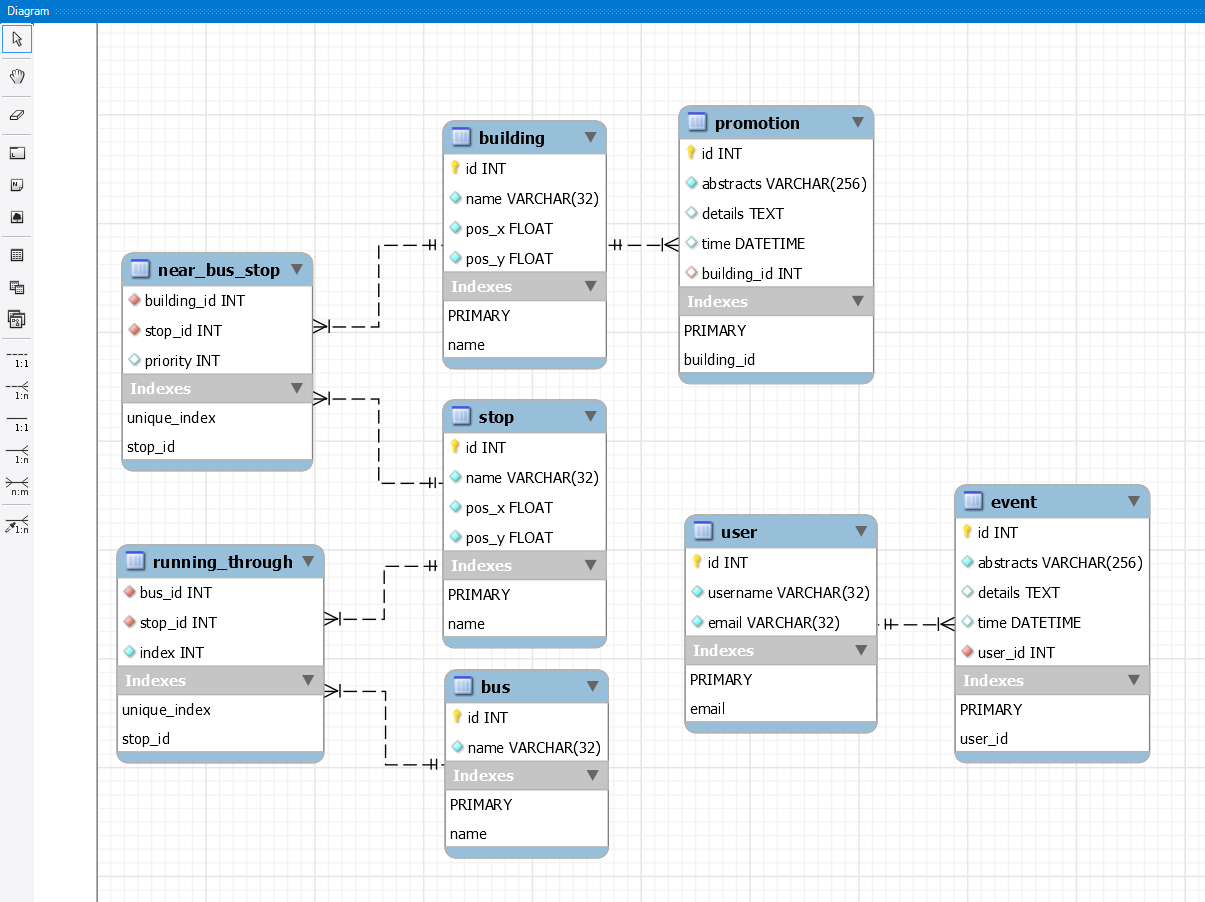 Diagram
1:1
1:n
1:1
1:n
n:m
1:n
building
id INT
name VARCHAR(32)
pos_x FLOAT
pos_y FLOAT
Indexes
PRIMARY
name
promotion
id INT
abstracts VARCHAR(256)
details TEXT
time DATETIME
building_id INT
Indexes
PRIMARY
building_id
near_bus_stop
building_id INT
stop_id INT
priority INT
Indexes
unique_index
stop_id
stop
id INT
name VARCHAR(32)
pos_x FLOAT
pos_y FLOAT
Indexes
PRIMARY
name
running_through
bus_id INT
stop_id INT
index INT
Indexes
unique_index
stop_id
bus
id INT
name VARCHAR(32)
Indexes
PRIMARY
name
user
id INT
username VARCHAR(32)
email VARCHAR(32)
Indexes
PRIMARY
email
event
id INT
abstracts VARCHAR(256)
details TEXT
time DATETIME
user_id INT
Indexes
PRIMARY
user_id